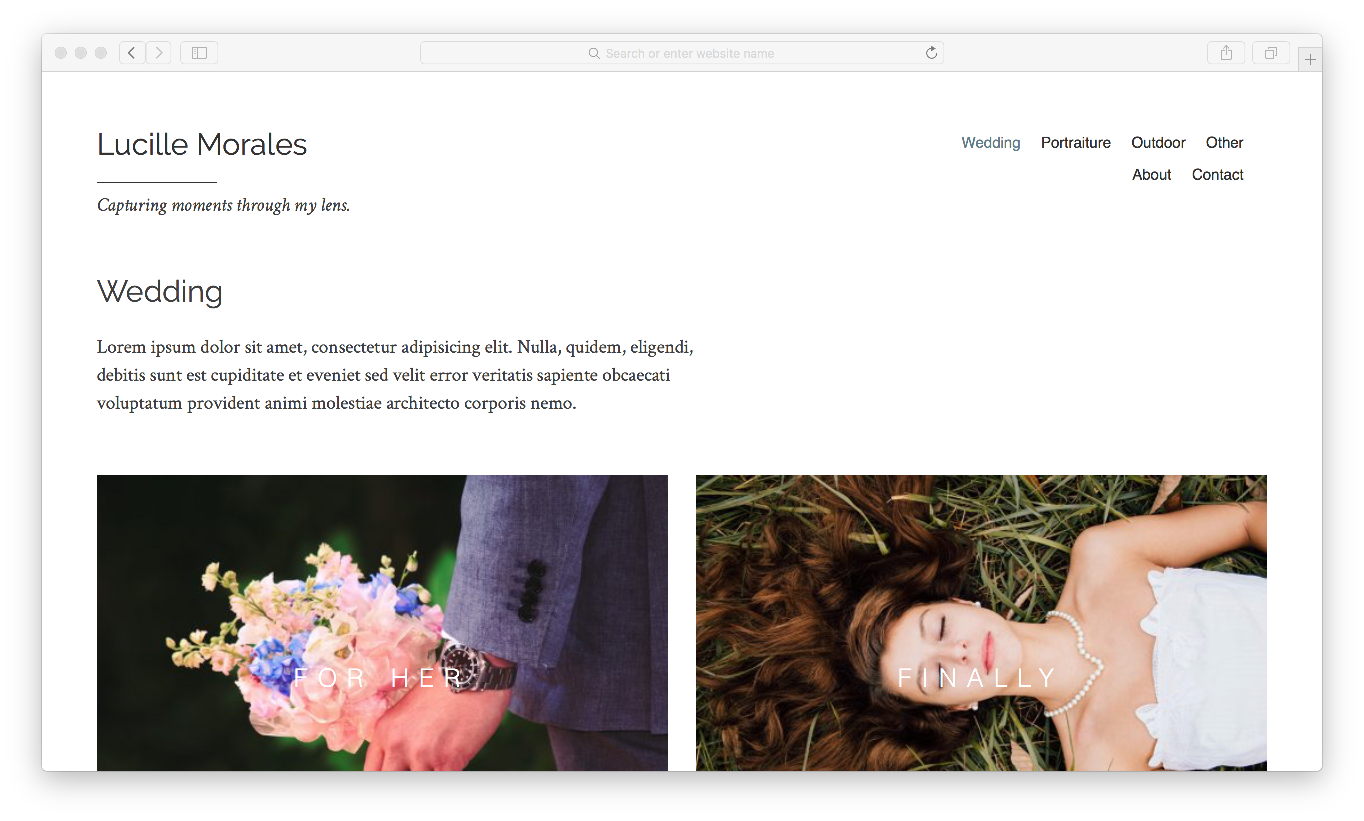 Search or enter website name
Lucille Morales
Wedding Portraiture Outdoor Other
About Contact
Capturing moments through my lens.
Wedding
Lorem ipsum dolor sit amet, consectetur adipisicing elit. Nulla, quidem, eligendi,
debitis sunt est cupiditate et eveniet sed velit error veritatis sapiente obcaecati
voluptatum provident animi molestiae architecto corporis nemo.
FOR HER
FINALLY